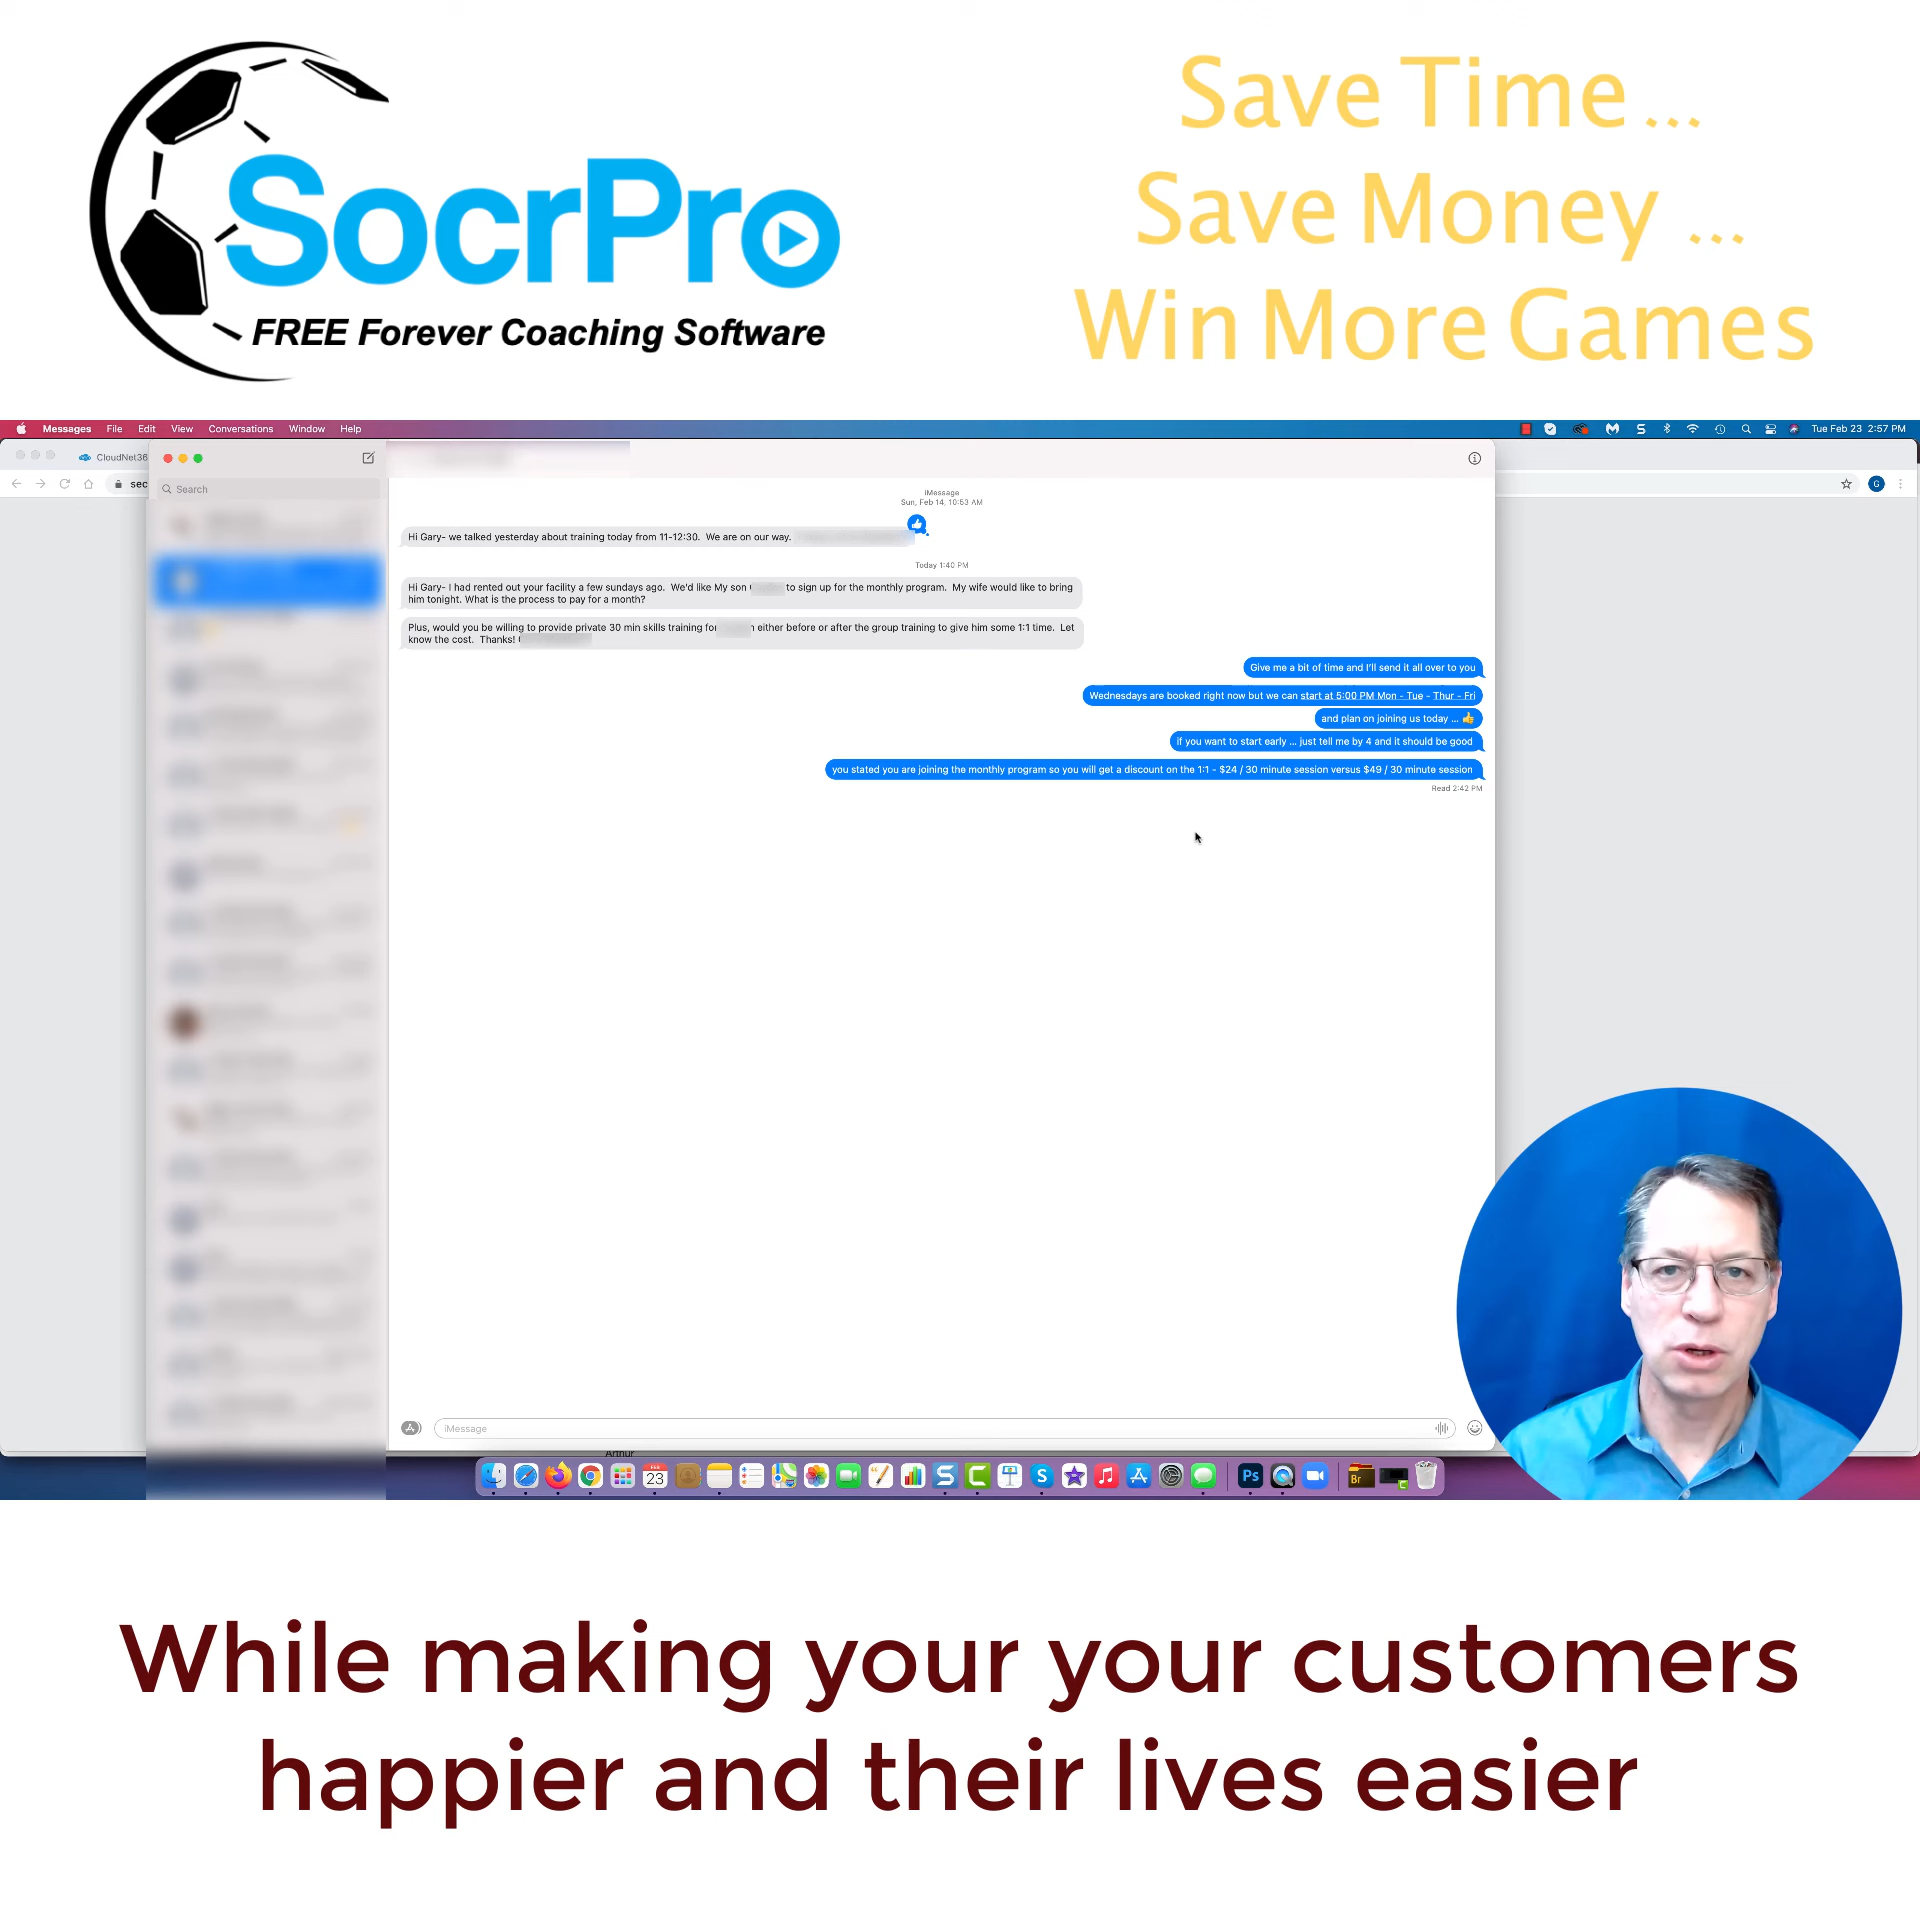 Save Time...
Save Money ...
Win More Games
SocrPro
FREE Forever Coaching Software
Messages File Edit View Conversations Window Help
Tue Feb 23 2:57 PM
CloudNet36
sec
Search
G
iMessage
Sun, Feb 14, 10:53 AM
Hi Gary- we talked yesterday about training today from 11-12:30. We are on our way.
Today 1:40 PM
Hi Gary- I had rented out your facility a few sundays ago. We'd like My son to sign up for the monthly program. My wife would like to bring
him tonight. What is the process to pay for a month?
Plus, would you be willing to provide private 30 min skills training for either before or after the group training to give him some 1:1 time. Let
know the cost. Thanks!
Give me a bit of time and I'll send it all over to you
Wednesdays are booked right now but we can start at 5:00 PM Mon - Tue - Thur - Fri
and plan on joining us today ... 👍
if you want to start early ... just tell me by 4 and it should be good
you stated you are joining the monthly program so you will get a discount on the 1:1 - $24 / 30 minute session versus $49 / 30 minute session
Read 2:42 PM
iMessage
Arthur
FEB
23
S
C
S
Ps
Br
While making your your customers
happier and their lives easier